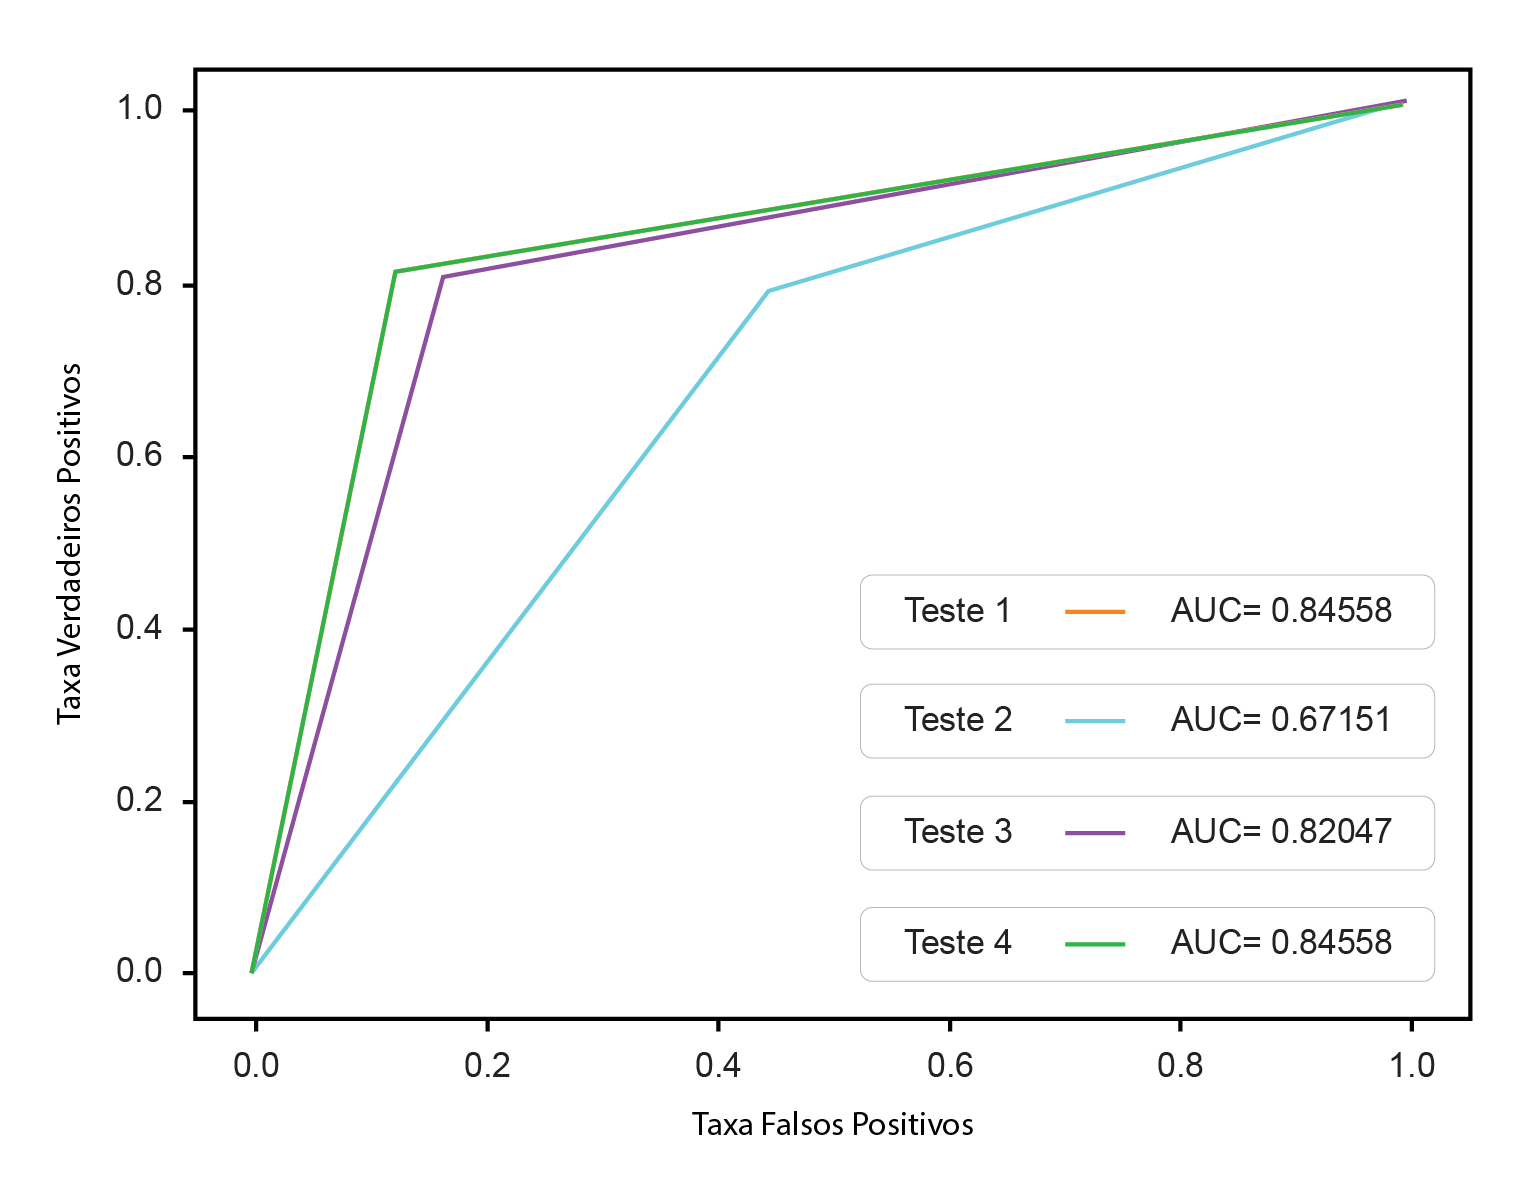 1.0
0.8
0.6
0.4
0.2
0.0
Taxa Verdadeiros Positivos
Teste 1 AUC= 0.84558
Teste 2 AUC= 0.67151
Teste 3 AUC= 0.82047
Teste 4 AUC= 0.84558
0.0 0.2 0.4 0.6 0.8 1.0
Taxa Falsos Positivos